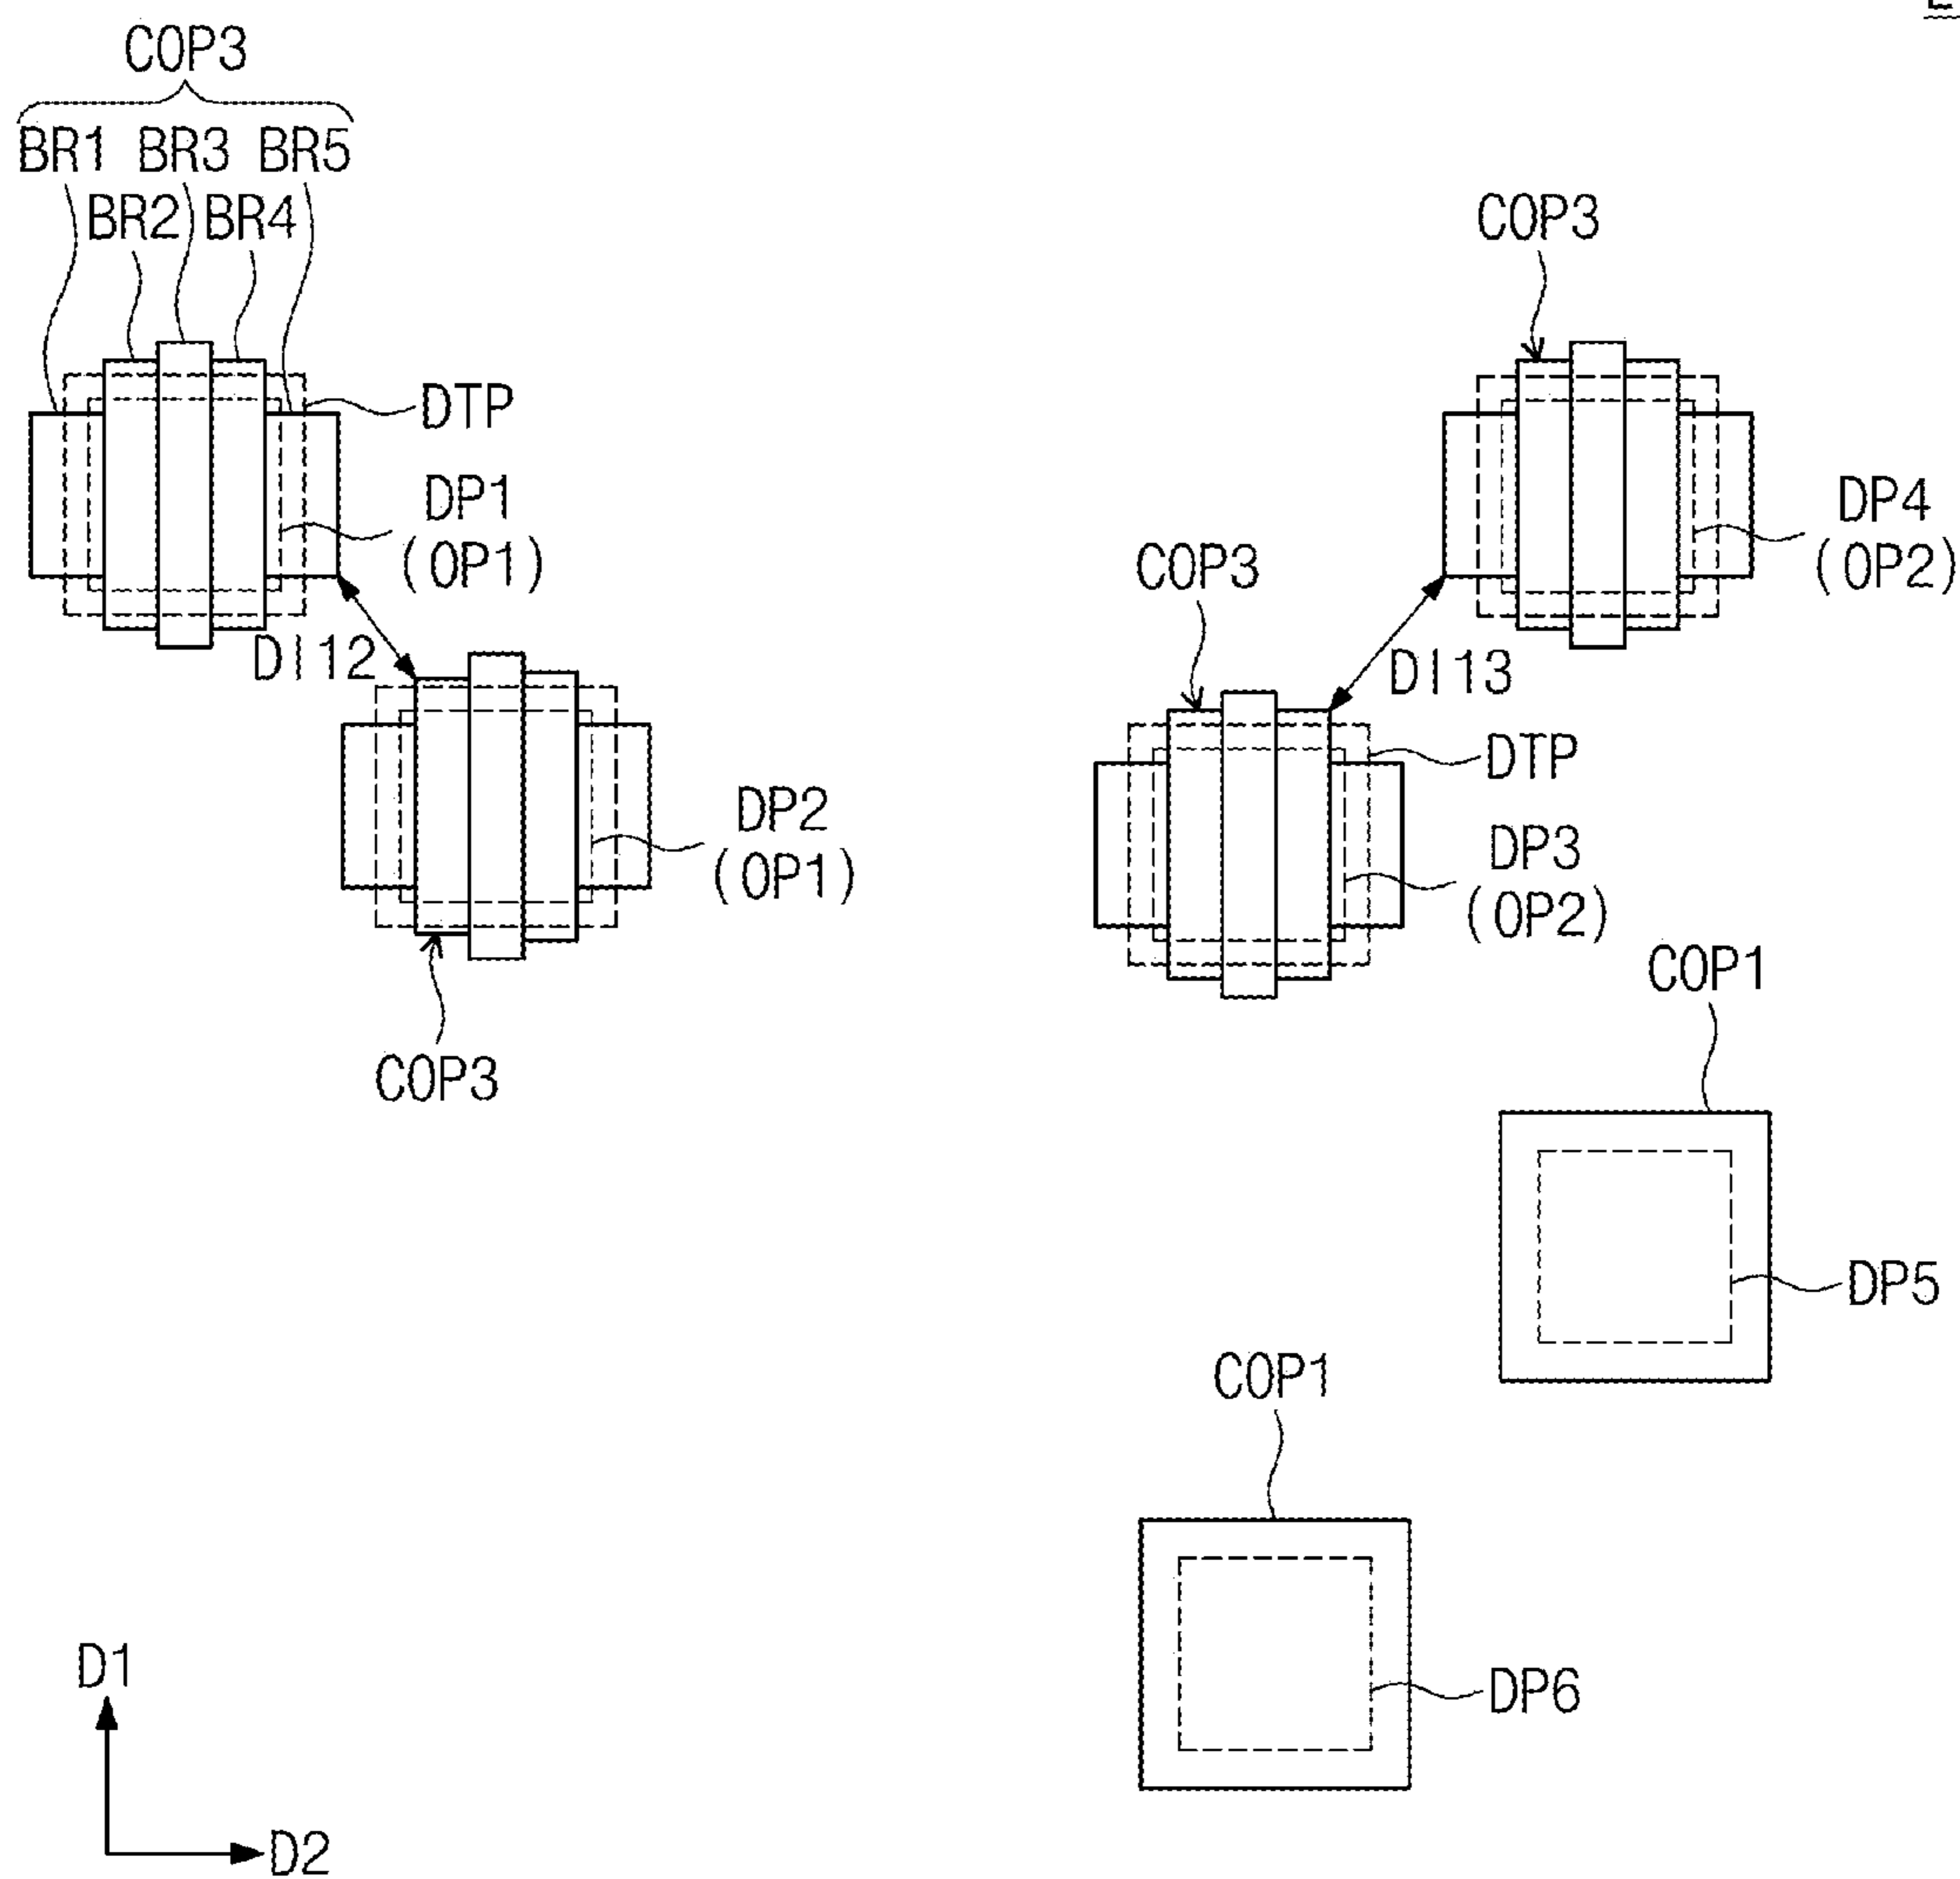 COP3
BR1 BR3 BR5
BR2 BR4
COP3
DTP
DP1
(OP1)
DP4
(OP2)
COP3
DI12
DI13
DTP
DP2
(OP1)
DP3
(OP2)
COP1
COP3
DP5
COP1
D1
DP6
D2